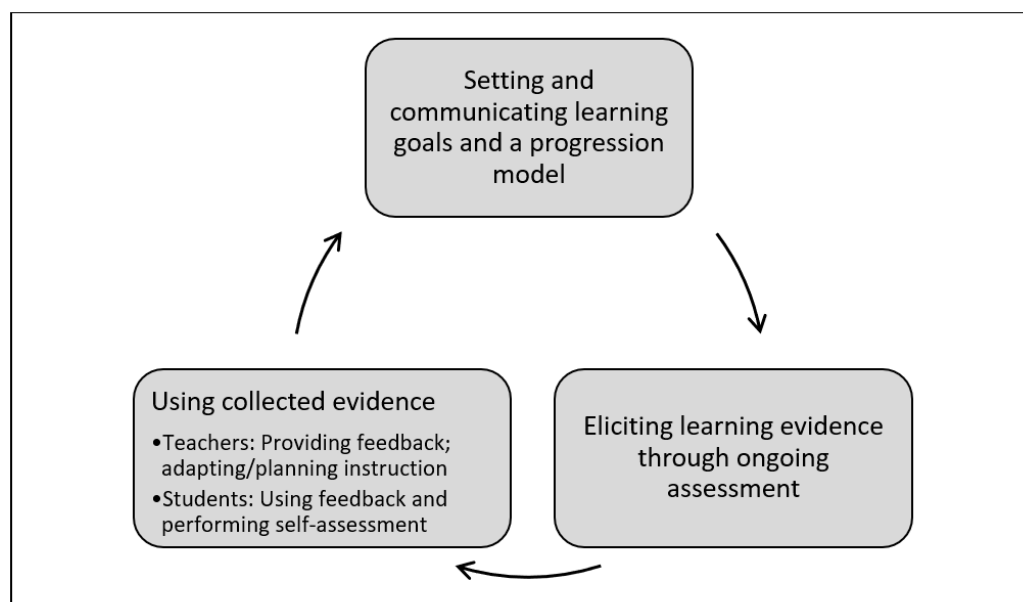 Setting and
communicating learning
goals and a progression
model
Using collected evidence
•Teachers: Providing feedback;
adapting/planning instruction
•Students: Using feedback and
performing self-assessment
Eliciting learning evidence
through ongoing
assessment